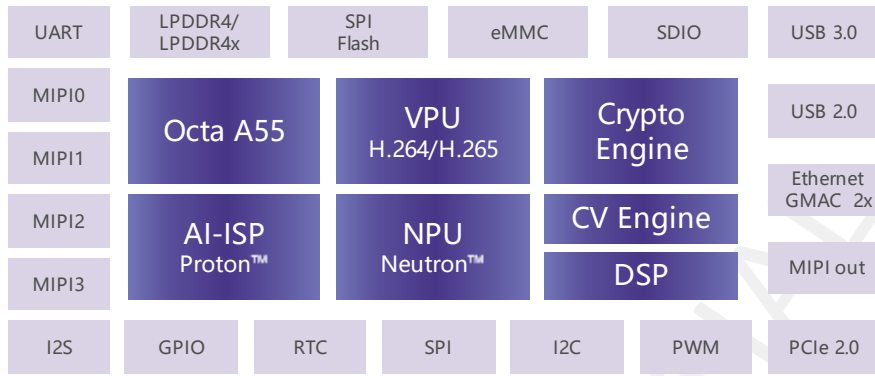 UART
LPDDR4/
LPDDR4x
SPI
Flash
eMMC
SDIO
USB 3.0
MIPI0
MIPI1
MIPI2
MIPI3
Octa A55
VPU
H.264/H.265
Crypto
Engine
AI-ISP
Proton™
NPU
Neutron™
CV Engine
DSP
USB 2.0
Ethernet
GMAC 2x
MIPI out
I2S
GPIO
RTC
SPI
I2C
PWM
PCIe 2.0